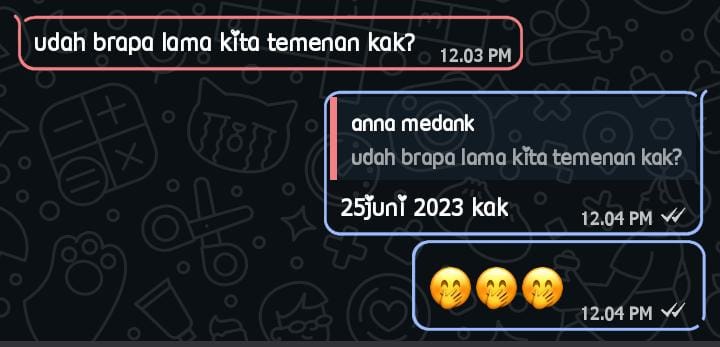 udah brapa lama kita temenan kak?
12.03 PM
anna medank
udah brapa lama kita temenan kak?
25juni 2023 kak
12.04 PM
🤭🤭🤭
12.04 PM